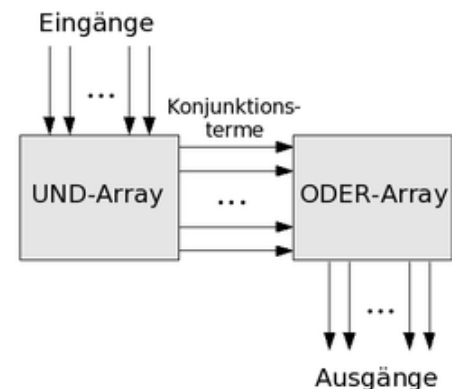 Eingänge
...
Konjunktions-
terme
UND-Array
...
ODER-Array
...
Ausgänge